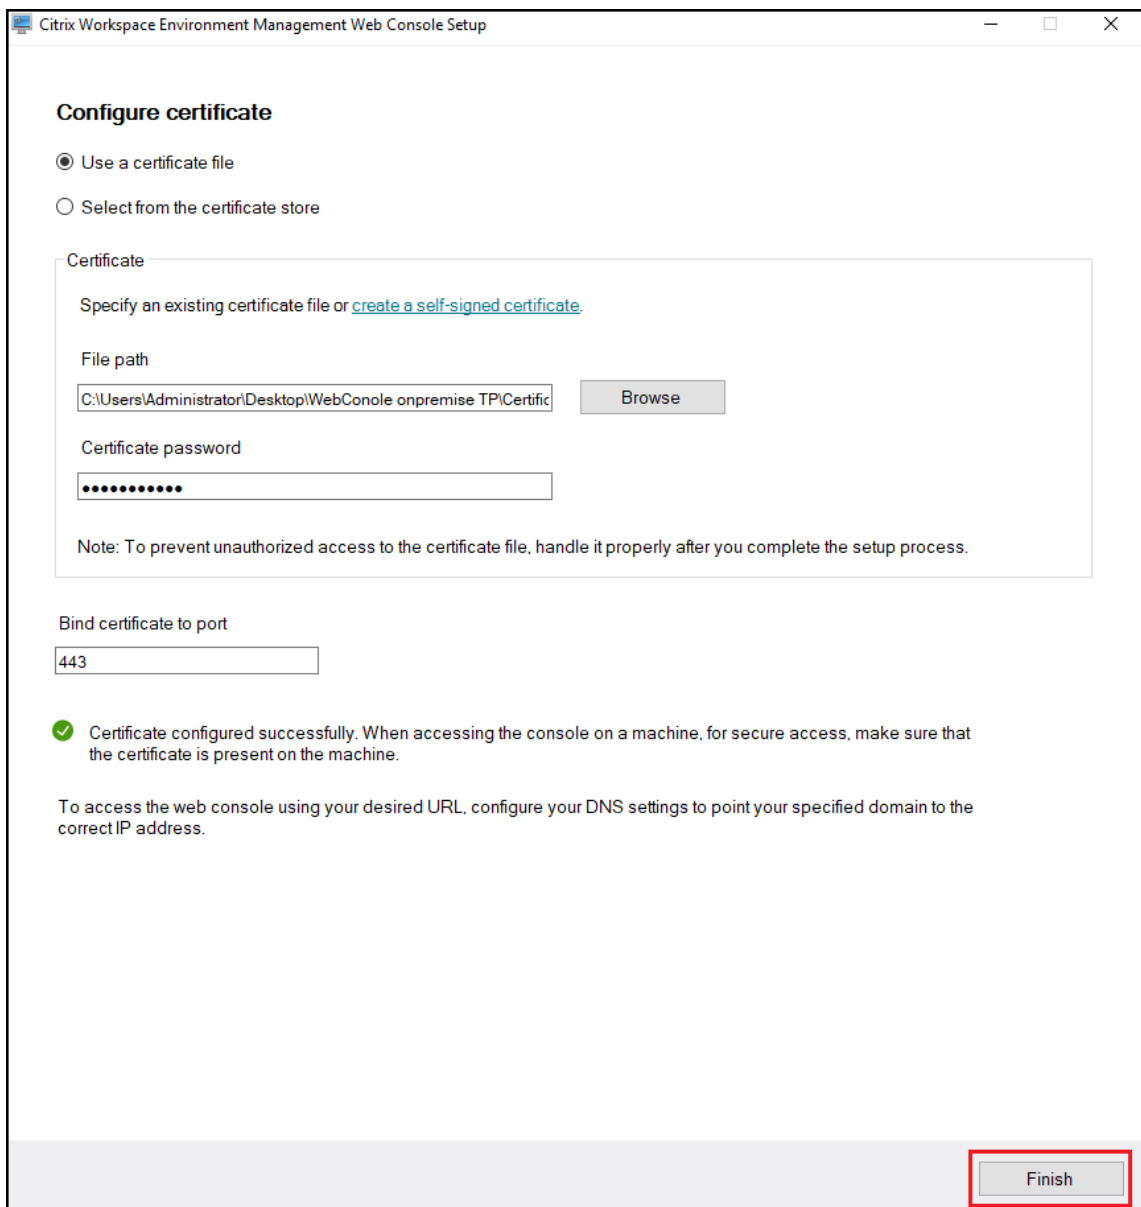 Citrix Workspace Environment Management Web Console Setup
Configure certificate
Use a certificate file
Select from the certificate store
Certificate
Specify an existing certificate file or create a self-signed certificate.
File path
C:\Users\Administrator\Desktop\WebConole onpremise TP\Certific
Browse
Certificate password
•••••••••••
Note: To prevent unauthorized access to the certificate file, handle it properly after you complete the setup process.
Bind certificate to port
443
Certificate configured successfully. When accessing the console on a machine, for secure access, make sure that
the certificate is present on the machine.
To access the web console using your desired URL, configure your DNS settings to point your specified domain to the
correct IP address.
Finish